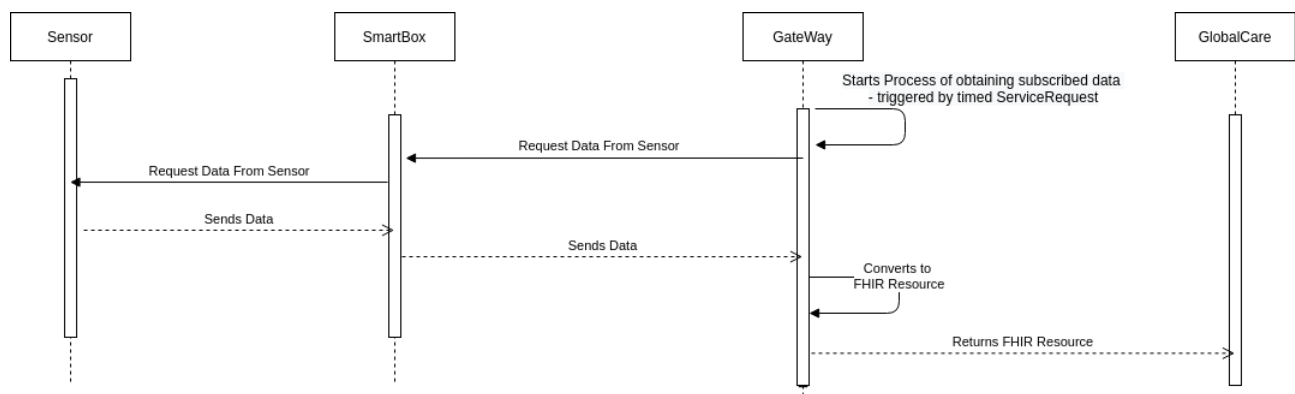 Sensor
SmartBox
GateWay
GlobalCare
Starts Process of obtaining subscribed data
- triggered by timed ServiceRequest
Request Data From Sensor
Request Data From Sensor
Sends Data
Sends Data
Converts to
FHIR Resource
Returns FHIR Resource